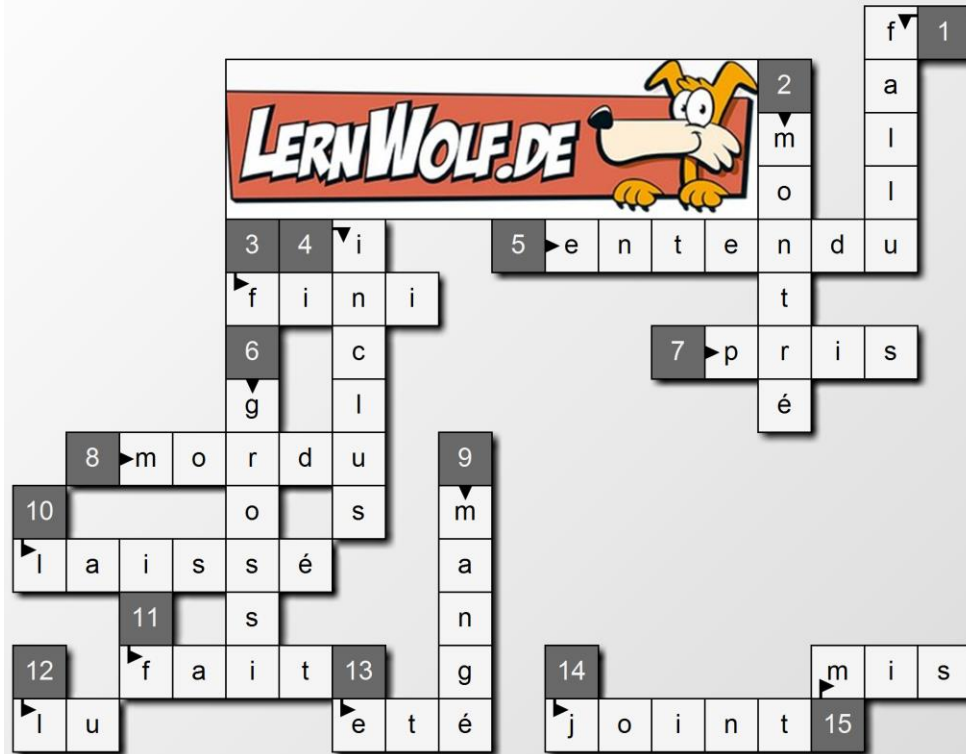 f 1
2 a
LERNWOLF.DE
m l
o l
3 4 i 5 e n t e n d u
f i n i t
6 c 7 p r i s
g l é
8 m o r d u 9
10 o s m
l a i s s é a
11 s n
12 f a i t 13 g 14 m i s
l u e t é j o i n t 15